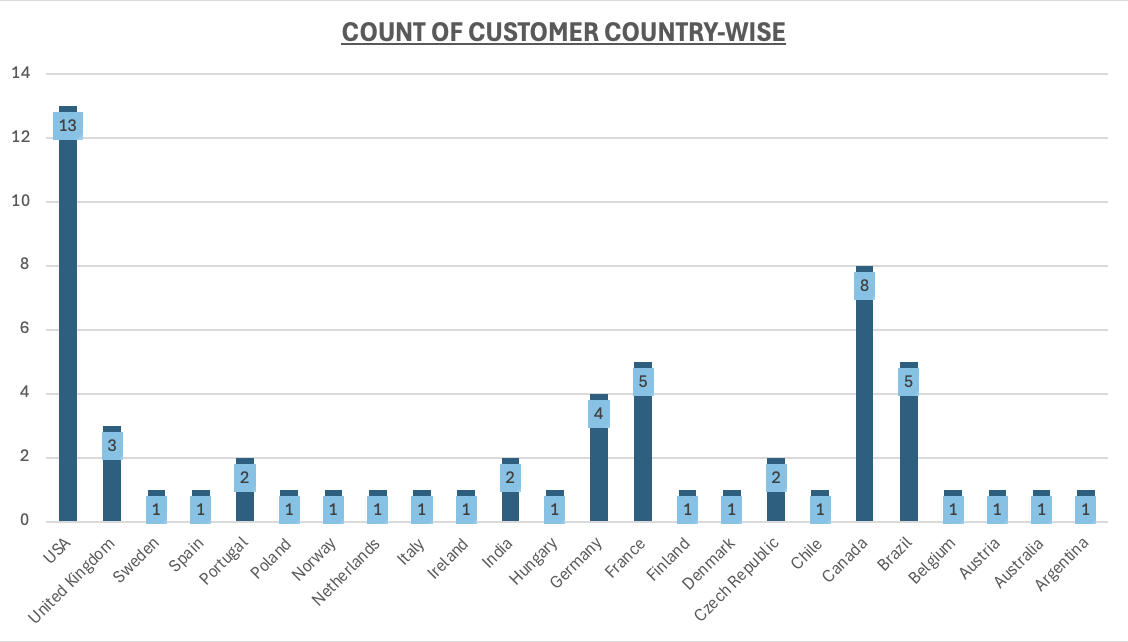 COUNT OF CUSTOMER COUNTRY-WISE
14
12
10
8
6
4
2
0
13
3
1
1
2
1
1
1
1
1
2
1
4
5
1
1
2
1
8
5
1
1
1
1
USA
United Kingdom
Sweden
Spain
Portugal
Poland
Norway
Netherlands
Italy
Ireland
India
Hungary
Germany
France
Finland
Denmark
Czech Republic
Chile
Canada
Brazil
Belgium
Austria
Australia
Argentina